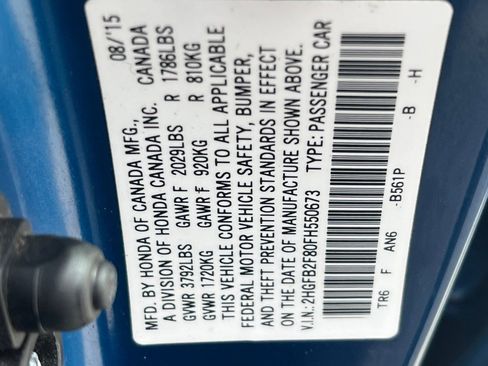 MFD. BY HONDA OF CANADA MFG., 08/'15
A DIVISION OF HONDA CANADA INC. CANADA
GVWR 3792LBS GAWR F 2029LBS R 1786LBS
GVWR 1720KG GAWR F 920KG R 810KG
THIS VEHICLE CONFORMS TO ALL APPLICABLE
FEDERAL MOTOR VEHICLE SAFETY, BUMPER,
AND THEFT PREVENTION STANDARDS IN EFFECT
ON THE DATE OF MANUFACTURE SHOWN ABOVE.
V.I.N.: 2HGFB2F80FH550673 TYPE: PASSENGER CAR
TR6 F AN6 -B561P -B -H